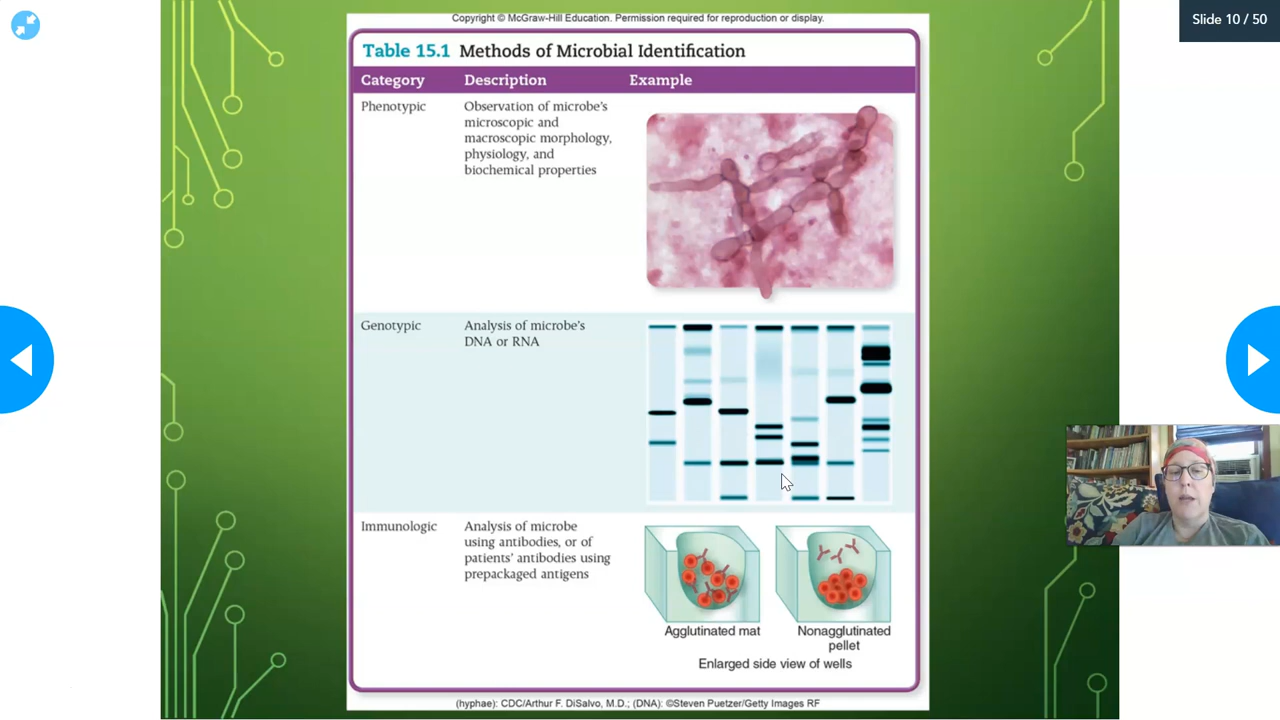 Copyright © McGraw-Hill Education. Permission required for reproduction or display.
Slide 10 / 50
Table 15.1 Methods of Microbial Identification
Category Description Example
Phenotypic
Observation of microbe's
microscopic and
macroscopic morphology,
physiology, and
biochemical properties
Genotypic
Analysis of microbe's
DNA or RNA
Immunologic
Analysis of microbe
using antibodies, or of
patients' antibodies using
prepackaged antigens
Agglutinated mat
Nonagglutinated
pellet
Enlarged side view of wells
(hyphae): CDC/Arthur F. DiSalvo, M.D.; (DNA): ©Steven Puetzer/Getty Images RF